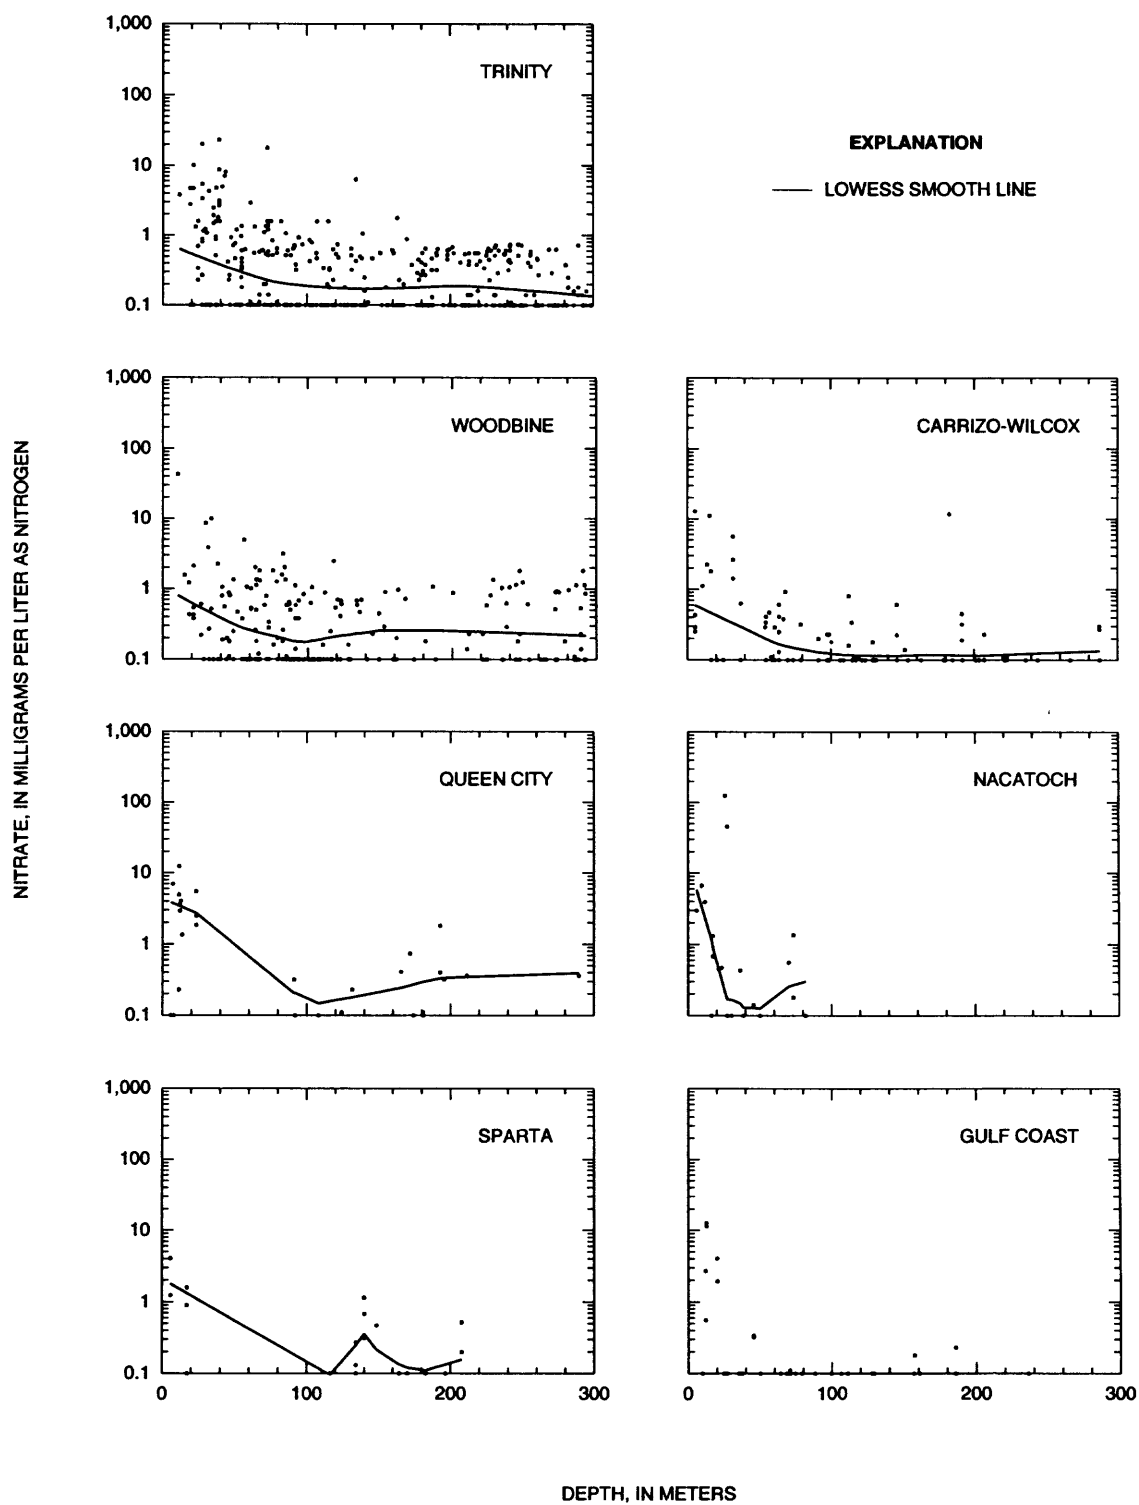 1,000
TRINITY
100
10
1
0.1
EXPLANATION
LOWESS SMOOTH LINE
NITRATE, IN MILLIGRAMS PER LITER AS NITROGEN
1,000
WOODBINE
100
10
1
0.1
CARRIZO-WILCOX
1,000
QUEEN CITY
100
10
1
0.1
NACATOCH
1,000
SPARTA
100
10
1
0.1
0 100 200 300
GULF COAST
0 100 200 300
DEPTH, IN METERS